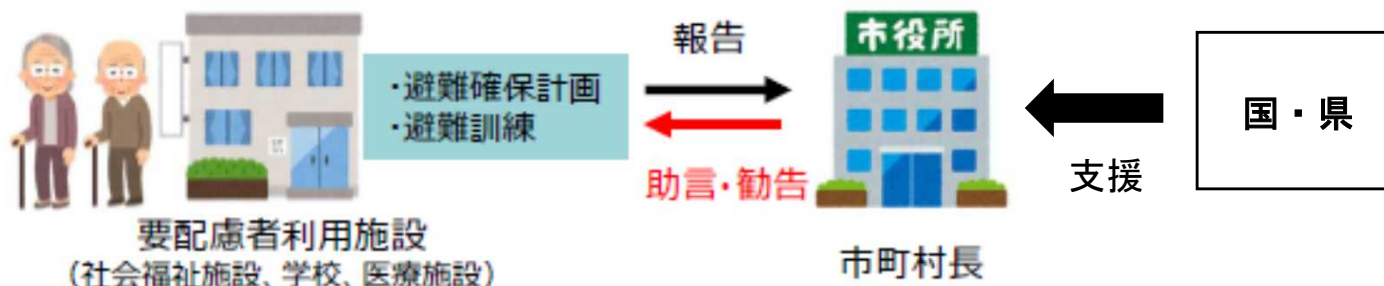 報告
市役所
・避難確保計画
・避難訓練
国・県
助言・勧告
支援
要配慮者利用施設
（社会福祉施設、学校、医療施設）
市町村長